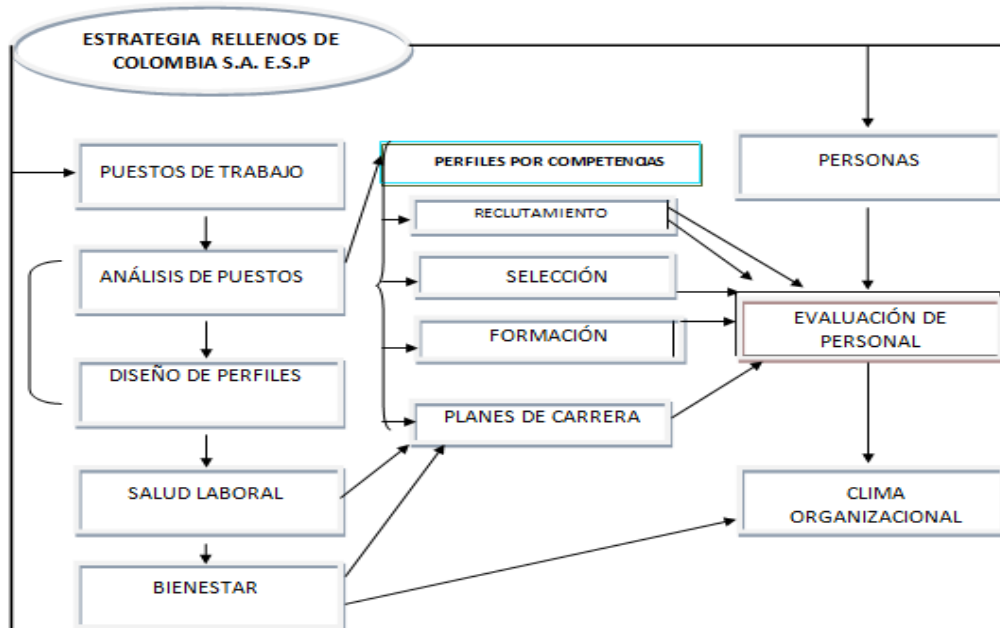 ESTRATEGIA RELLENOS DE
COLOMBIA S.A. E.S.P
PUESTOS DE TRABAJO
ANÁLISIS DE PUESTOS
DISEÑO DE PERFILES
SALUD LABORAL
BIENESTAR
PERFILES POR COMPETENCIAS
RECLUTAMIENTO
SELECCIÓN
FORMACIÓN
PLANES DE CARRERA
PERSONAS
EVALUACIÓN DE
PERSONAL
CLIMA
ORGANIZACIONAL